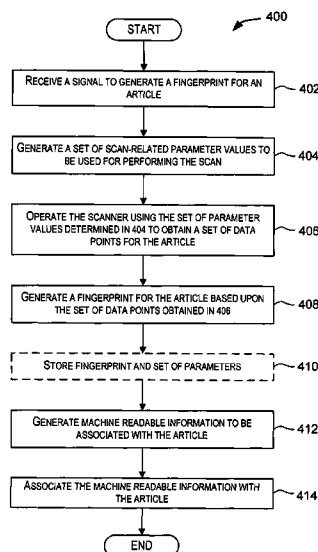 400
START
RECEIVE A SIGNAL TO GENERATE A FINGERPRINT FOR AN
ARTICLE
402
GENERATE A SET OF SCAN-RELATED PARAMETER VALUES TO
BE USED FOR PERFORMING THE SCAN
404
OPERATE THE SCANNER USING THE SET OF PARAMETER
VALUES DETERMINED IN 404 TO OBTAIN A SET OF DATA
POINTS FOR THE ARTICLE
406
GENERATE A FINGERPRINT FOR THE ARTICLE BASED UPON
THE SET OF DATA POINTS OBTAINED IN 406
408
STORE FINGERPRINT AND SET OF PARAMETERS
410
GENERATE MACHINE READABLE INFORMATION TO BE
ASSOCIATED WITH THE ARTICLE
412
ASSOCIATE THE MACHINE READABLE INFORMATION WITH
THE ARTICLE
414
END